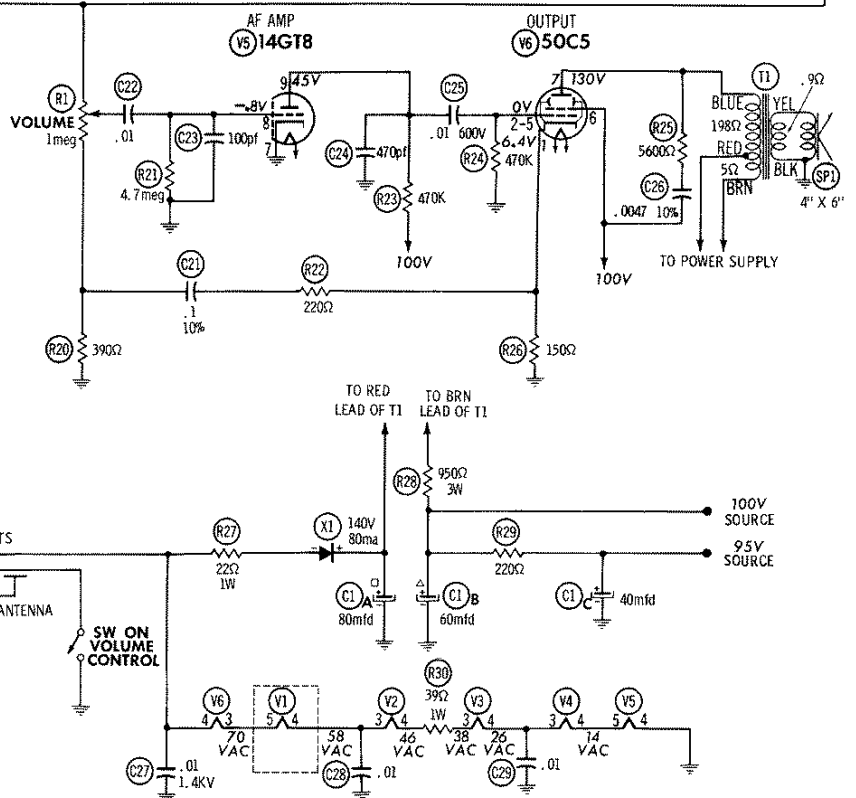 AF AMP
V5 14GT8
OUTPUT
V6 50C5
9 45V
7 130V
T1
.9Ω
R1
VOLUME
1meg
C22
.01
-.8V
8
7
C23
100pf
R21
4.7meg
C24
470pf
R23
470K
100V
C25
.01 600V
0V
2-5
6.4V
1
6
R24
470K
R25
5600Ω
C26
.0047 10%
100V
BLUE
198Ω
RED
5Ω
BRN
YEL
BLK
SP1
4" X 6"
TO POWER SUPPLY
C21
.1
10%
R22
220Ω
R20
390Ω
R26
150Ω
TO RED
LEAD OF T1
TO BRN
LEAD OF T1
R28
950Ω
3W
100V
SOURCE
TS
R27
22Ω
1W
X1
140V
80ma
- +
R29
220Ω
95V
SOURCE
ANTENNA
C1 A
80mfd
C1 B
60mfd
C1 C
40mfd
SW ON
VOLUME
CONTROL
R30
39Ω
1W
V6
4 3
V1
5 4
V2
3 4
V3
3 4
V4
3 4
V5
5 4
70
VAC
58
VAC
46
VAC
38
VAC
26
VAC
14
VAC
C27
.01
1.4KV
C28
.01
C29
.01